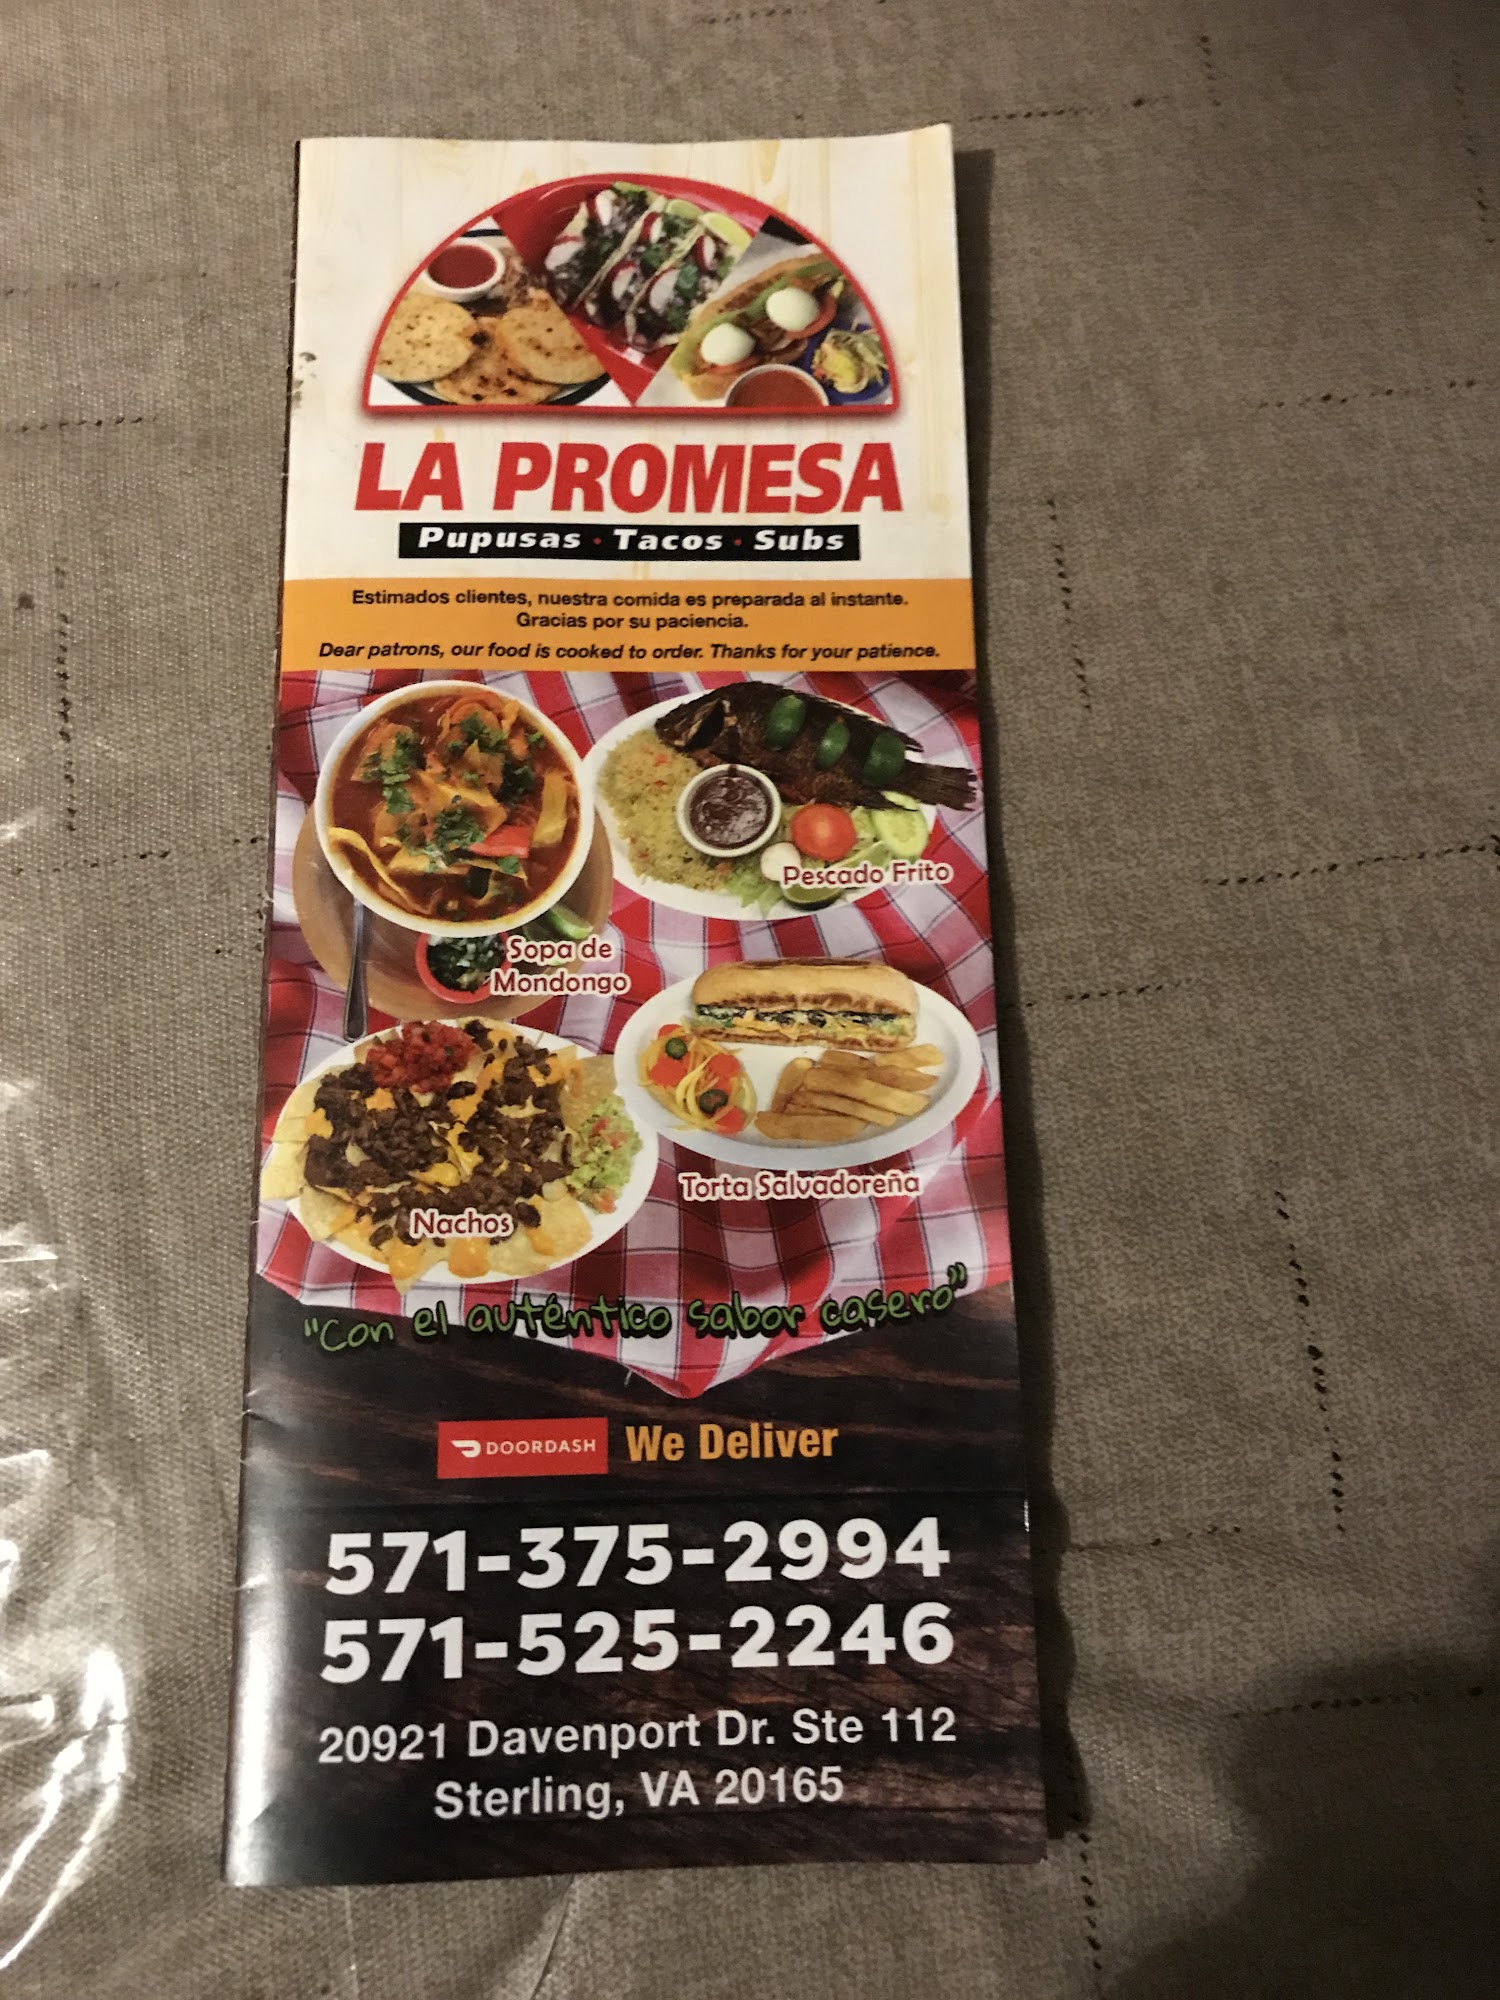 LA PROMESA
Pupusas · Tacos · Subs
Estimados clientes, nuestra comida es preparada al instante.
Gracias por su paciencia.
Dear patrons, our food is cooked to order. Thanks for your patience.
Pescado Frito
Sopa de
Mondongo
Torta Salvadoreña
Nachos
"Con el auténtico sabor casero"
DOORDASH We Deliver
571-375-2994
571-525-2246
20921 Davenport Dr. Ste 112
Sterling, VA 20165